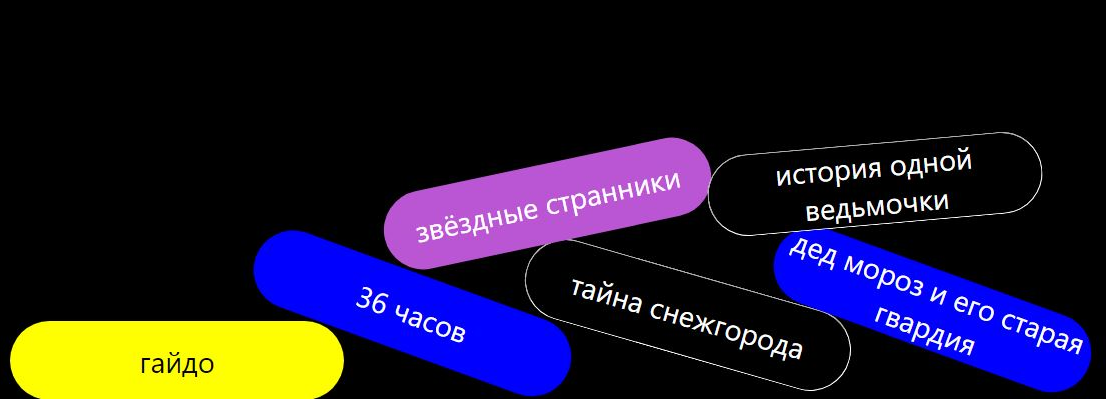 звёздные странники
история одной
ведьмочки
36 часов
тайна снежгорода
дед мороз и его старая
гвардия
гайдо